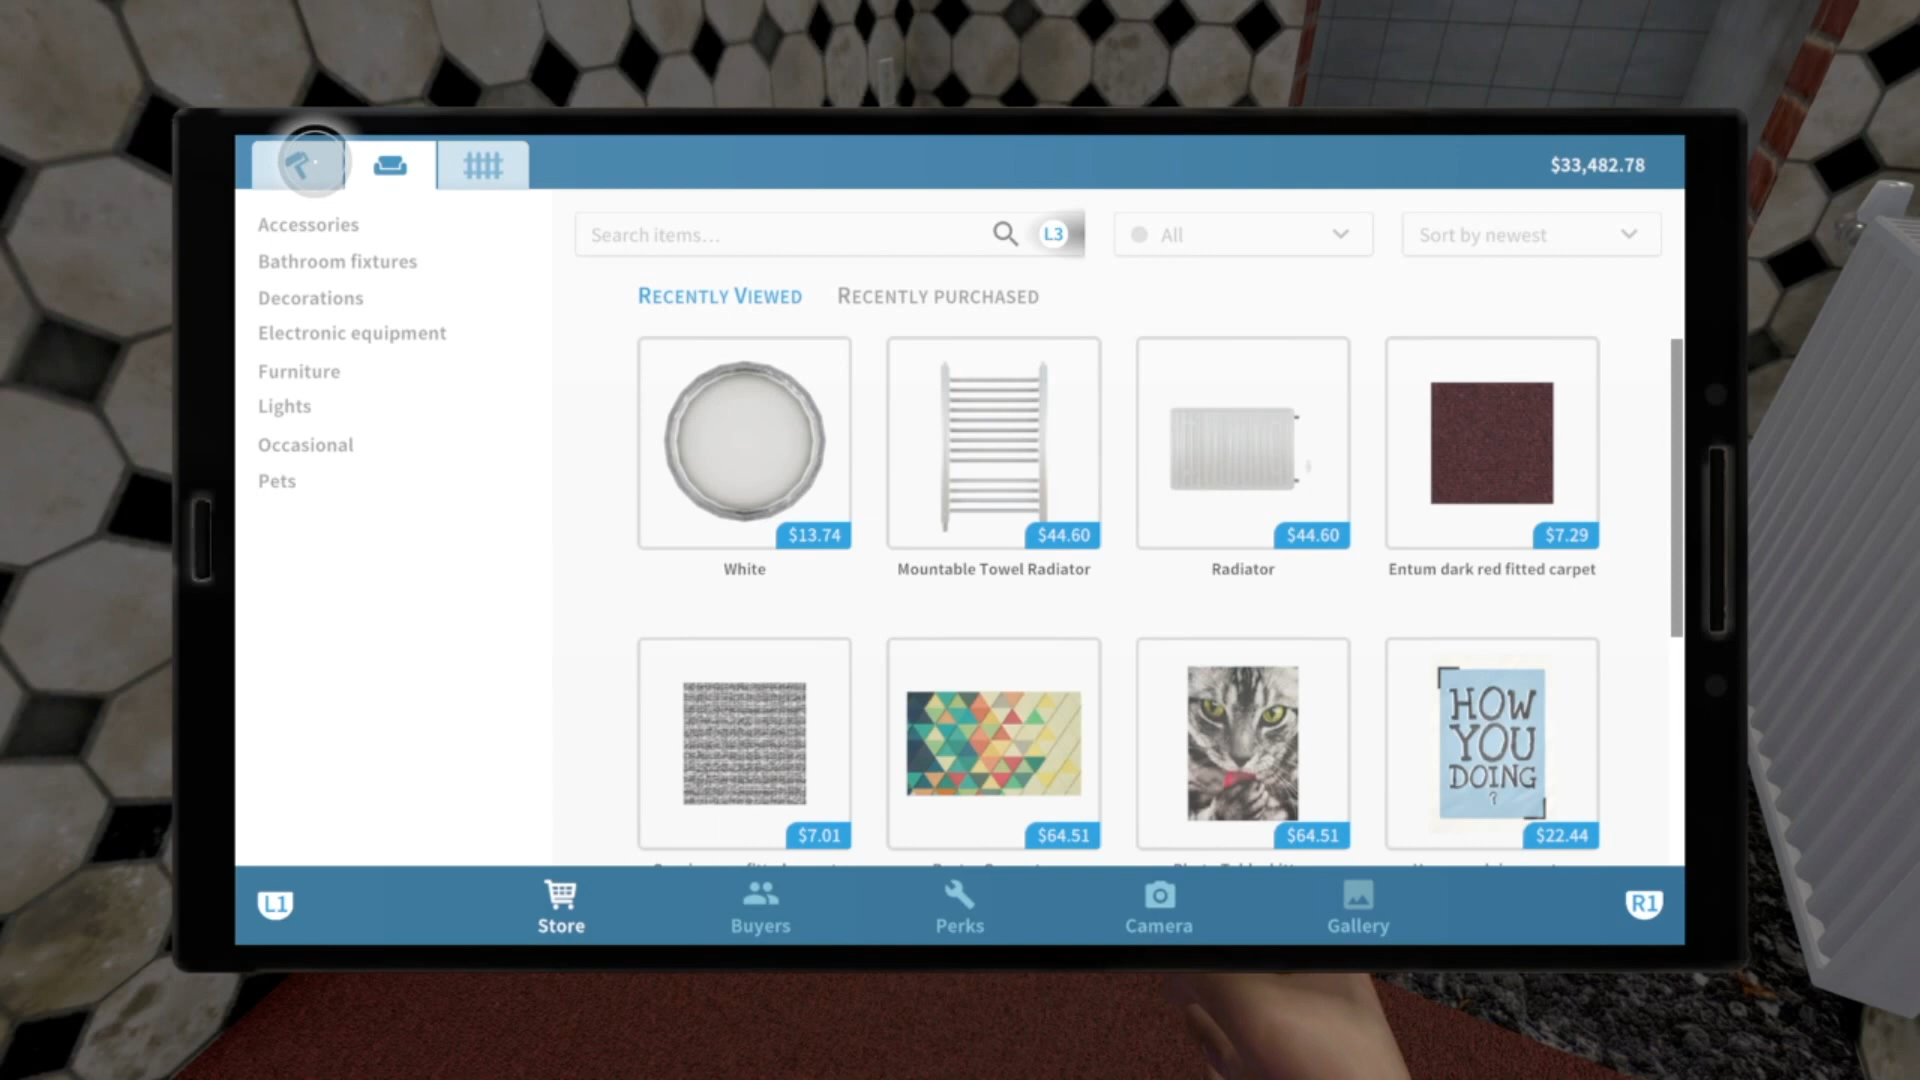 $33,482.78
Accessories
Bathroom fixtures
Decorations
Electronic equipment
Furniture
Lights
Occasional
Pets
Search items...
L3
All
Sort by newest
RECENTLY VIEWED
RECENTLY PURCHASED
$13.74
White
$44.60
Mountable Towel Radiator
$44.60
Radiator
$7.29
Entum dark red fitted carpet
$7.01
$64.51
$64.51
HOW
YOU
DOING
?
$22.44
L1
Store
Buyers
Perks
Camera
Gallery
R1